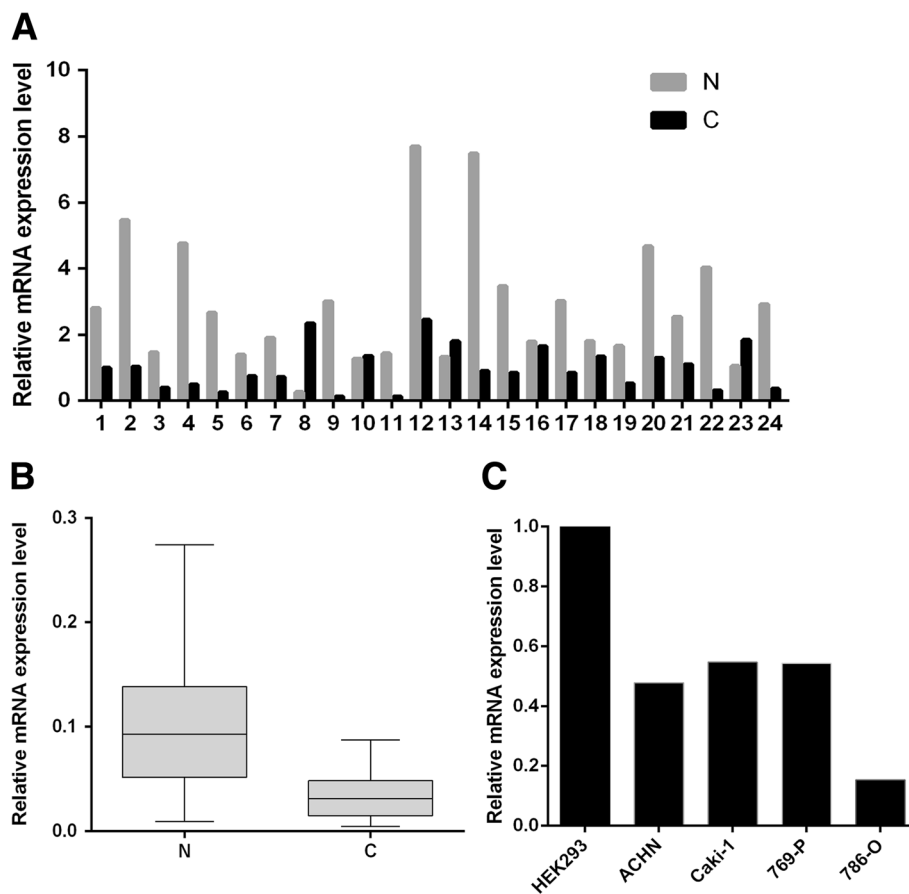 A
Relative mRNA expression level
10
8
6
4
2
0
N
C
1 2 3 4 5 6 7 8 9 10 11 12 13 14 15 16 17 18 19 20 21 22 23 24
B
Relative mRNA expression level
0.3
0.2
0.1
0.0
N C
C
Relative mRNA expression level
1.0
0.8
0.6
0.4
0.2
0.0
HEK293 ACHN Caki-1 769-P 786-O